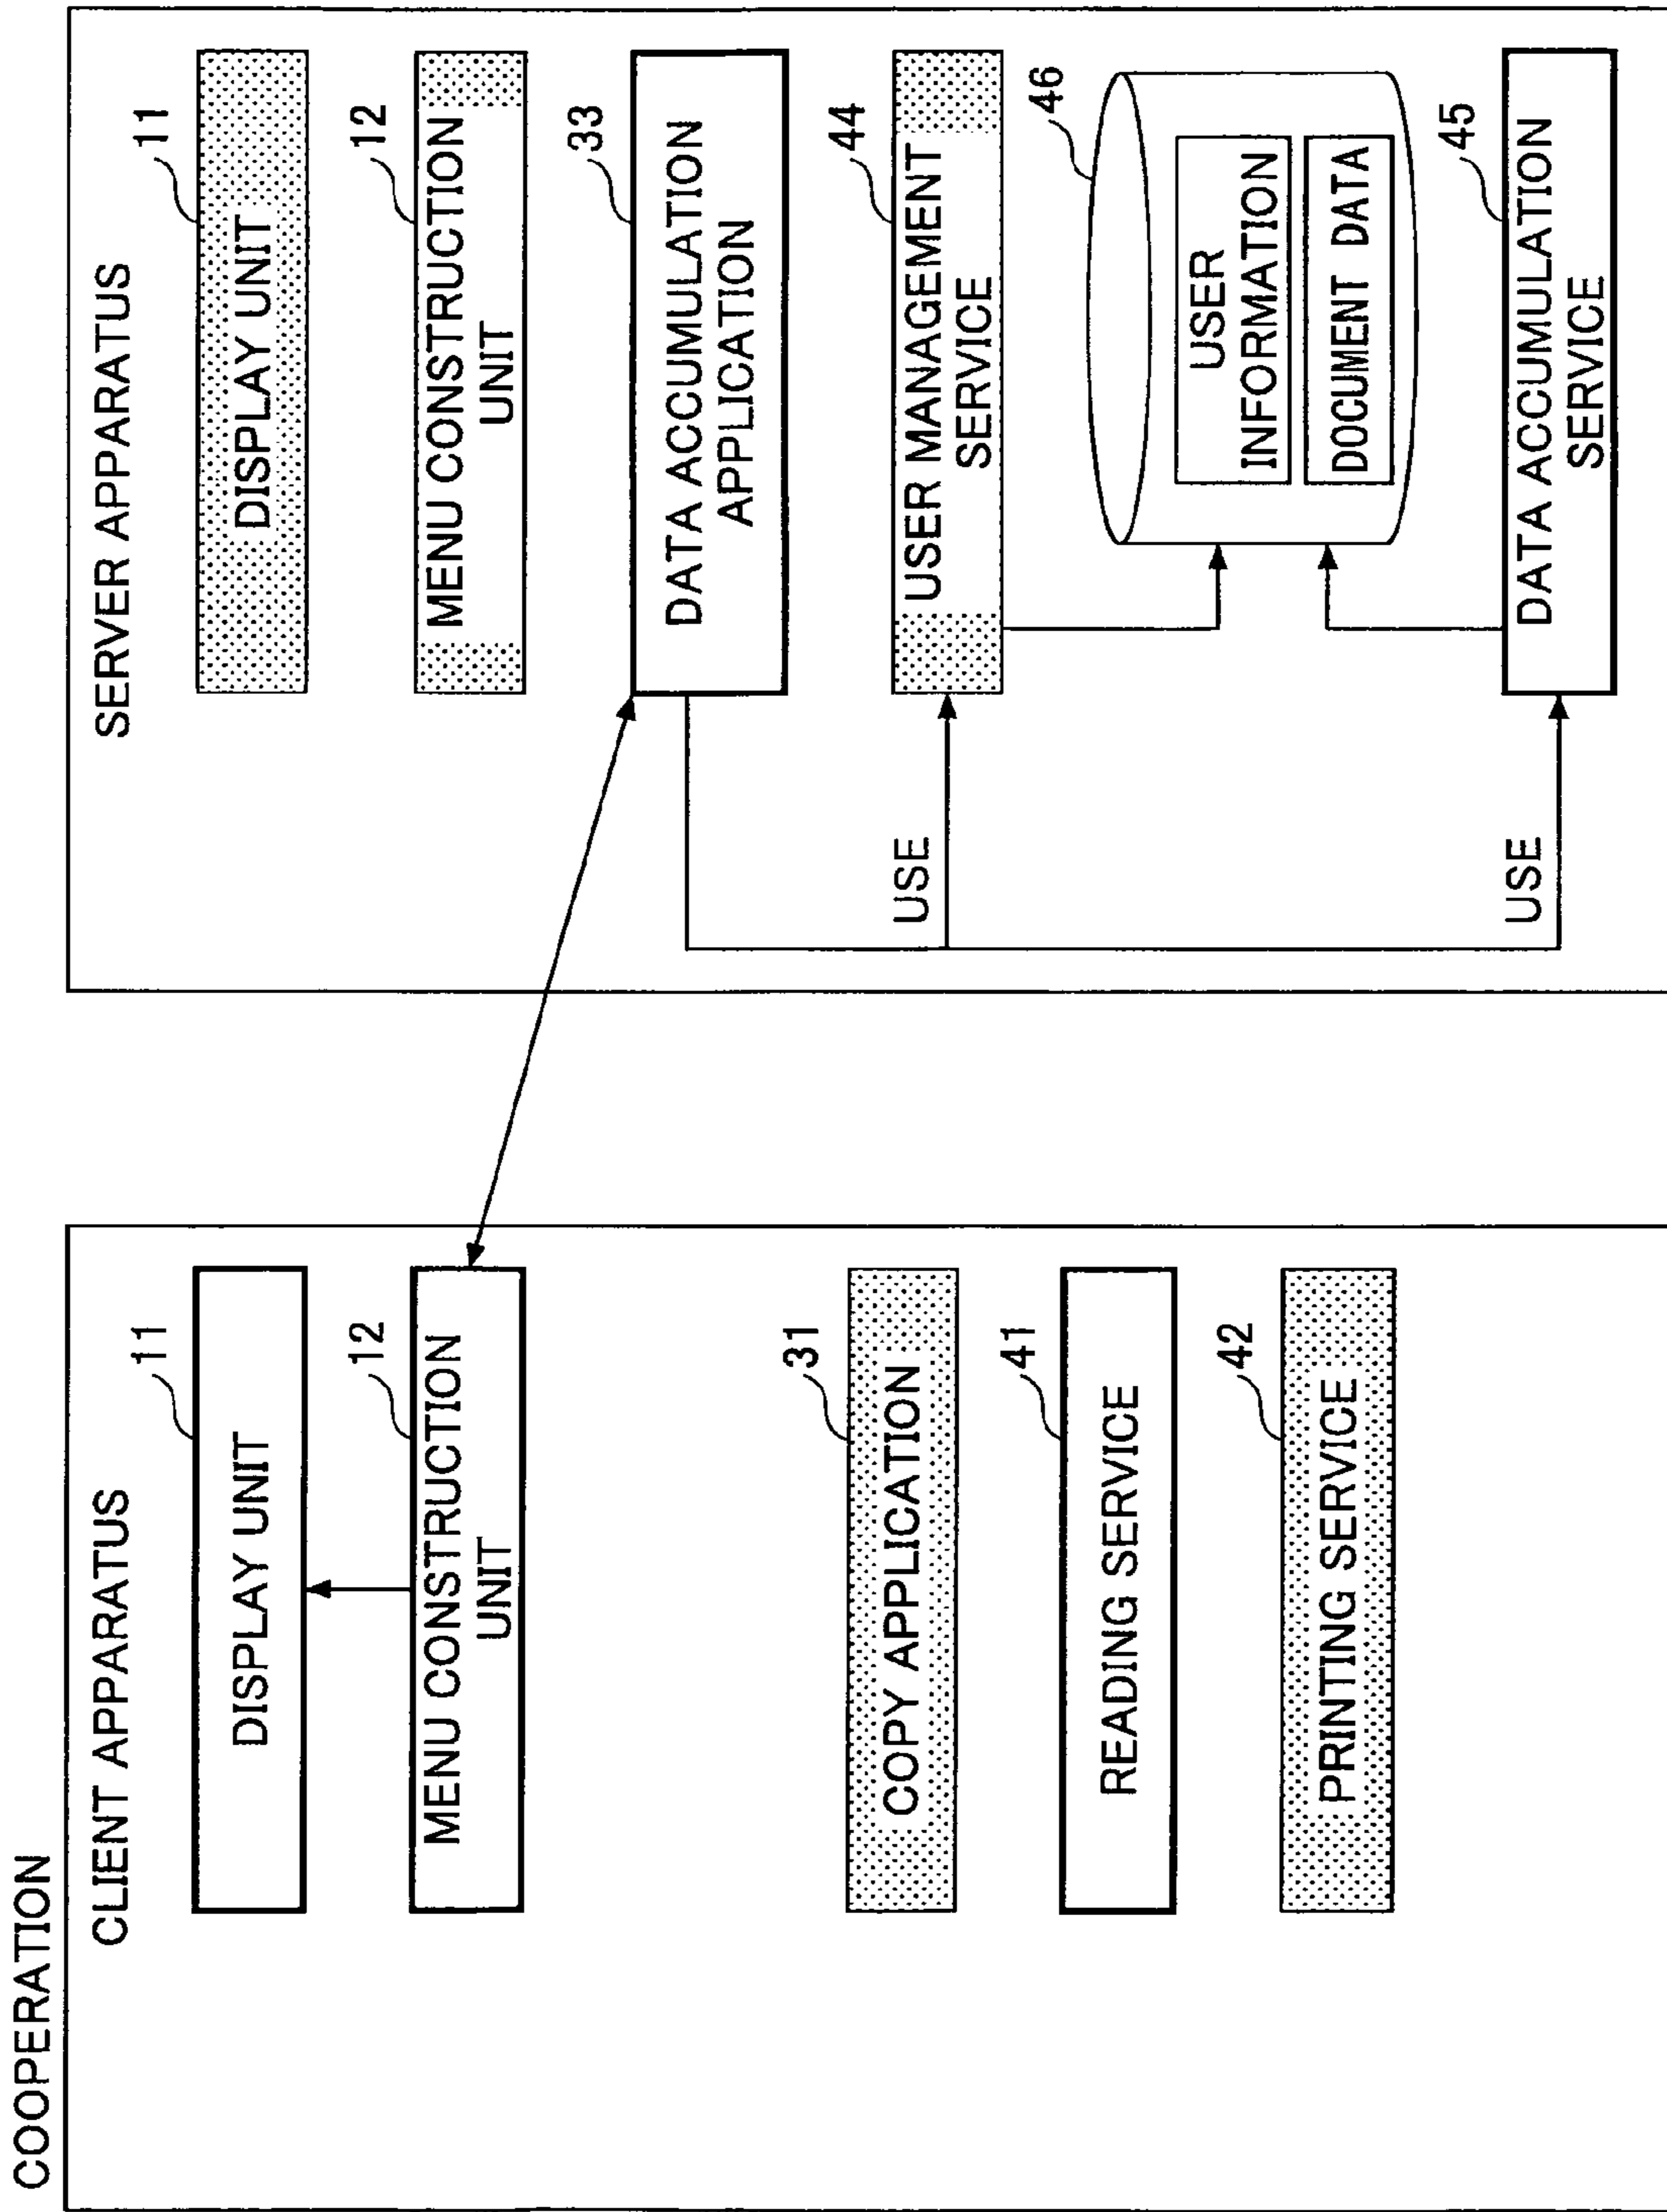 COOPERATION
CLIENT APPARATUS
11
DISPLAY UNIT
12
MENU CONSTRUCTION
UNIT
31
COPY APPLICATION
41
READING SERVICE
42
PRINTING SERVICE
SERVER APPARATUS
11
DISPLAY UNIT
12
MENU CONSTRUCTION
UNIT
33
DATA ACCUMULATION
APPLICATION
USE
44
USER MANAGEMENT
SERVICE
46
USER
INFORMATION
DOCUMENT DATA
USE
45
DATA ACCUMULATION
SERVICE